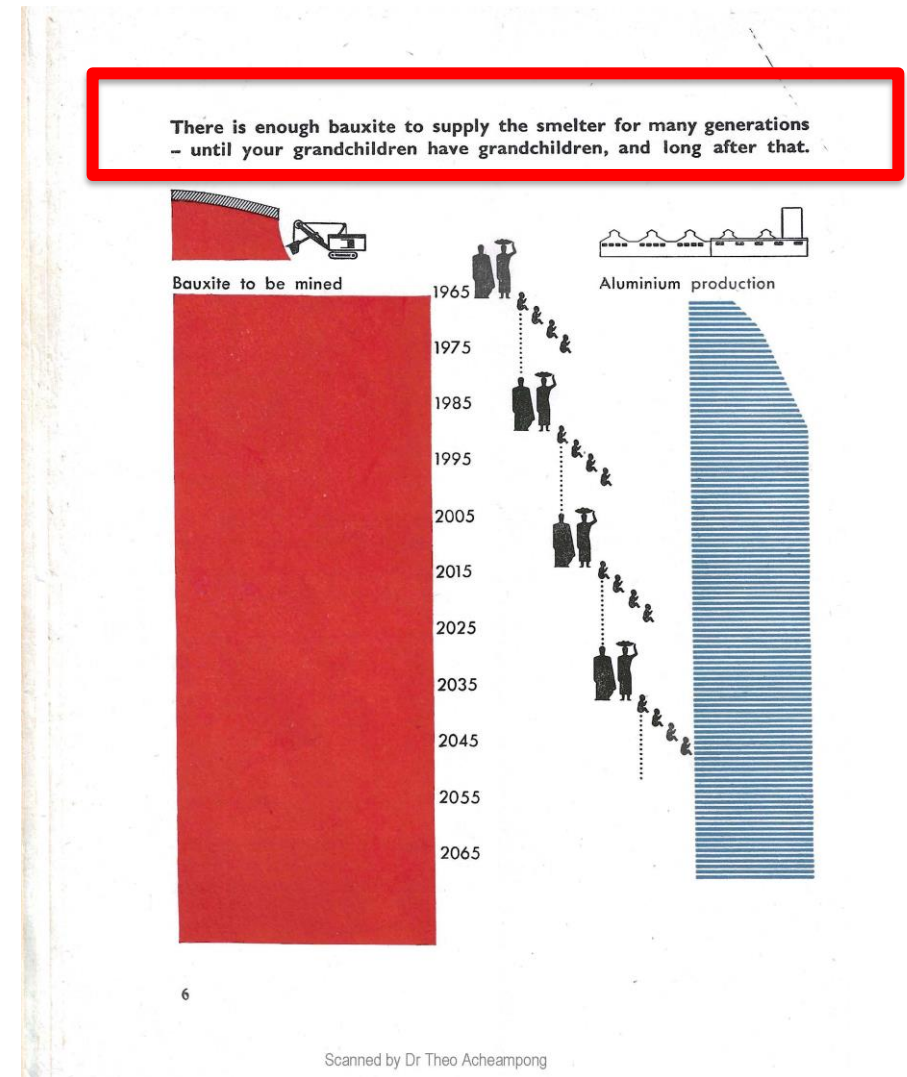 There is enough bauxite to supply the smelter for many generations
– until your grandchildren have grandchildren, and long after that.
Bauxite to be mined
Aluminium production
1965
1975
1985
1995
2005
2015
2025
2035
2045
2055
2065
6
Scanned by Dr Theo Acheampong